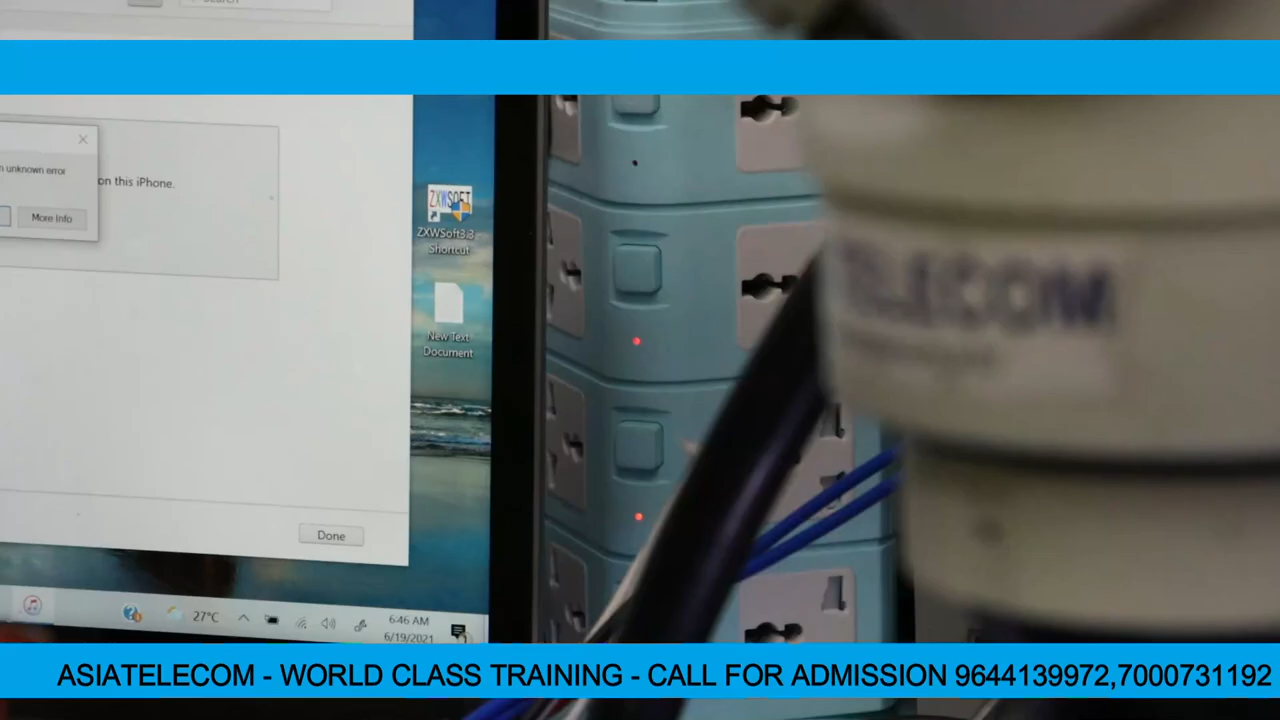 Search
n unknown error
on this iPhone.
More Info
ZXWSOFT
ZXWSoft3.3 -
Shortcut
New Text
Document
TELECOM
Done
27°C
6:46 AM
6/19/2021
ASIATELECOM - WORLD CLASS TRAINING - CALL FOR ADMISSION 9644139972,7000731192